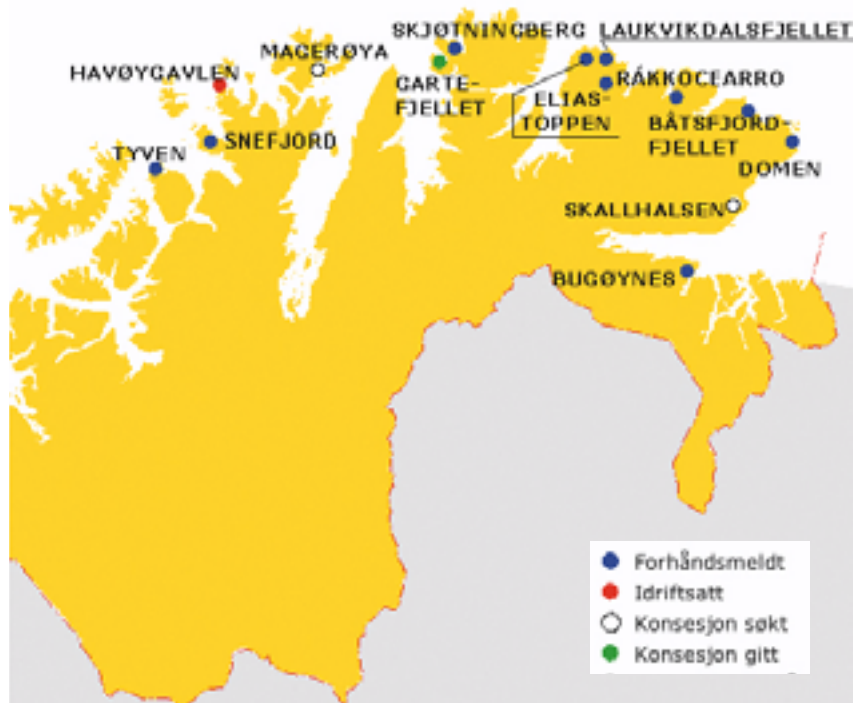 SKJØTNINGBERG
LAUKVIKDALSFJELLET
MAGERØYA
HAVØYGAVLEN
GARTE-
FJELLET
ELIAS-
TOPPEN
RÁKKOCEARRO
BÅTSFJORD-
FJELLET
SNEFJORD
TYVEN
DOMEN
SKALLHALSEN
BUGØYNES
Forhåndsmeldt
Idriftsatt
Konsesjon søkt
Konsesjon gitt